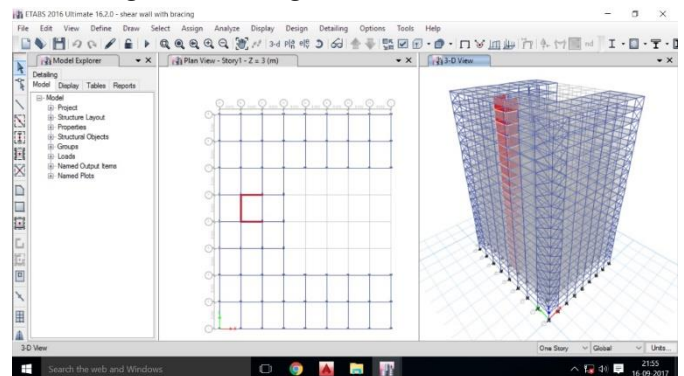 ETABS 2016 Ultimate 16.2.0 - shear wall with bracing
File Edit View Define Draw Select Assign Analyze Display Design Detailing Options Tools Help
3-d
nd
Model Explorer
Plan View - Story1 - Z = 3 (m)
3-D View
Detailing
Model Display Tables Reports
Model
Project
Structure Layout
Properties
Structural Objects
Groups
Loads
Named Output Items
Named Plots
3-D View
One Story
Global
Units...
Search the web and Windows
21:55
16-09-2017